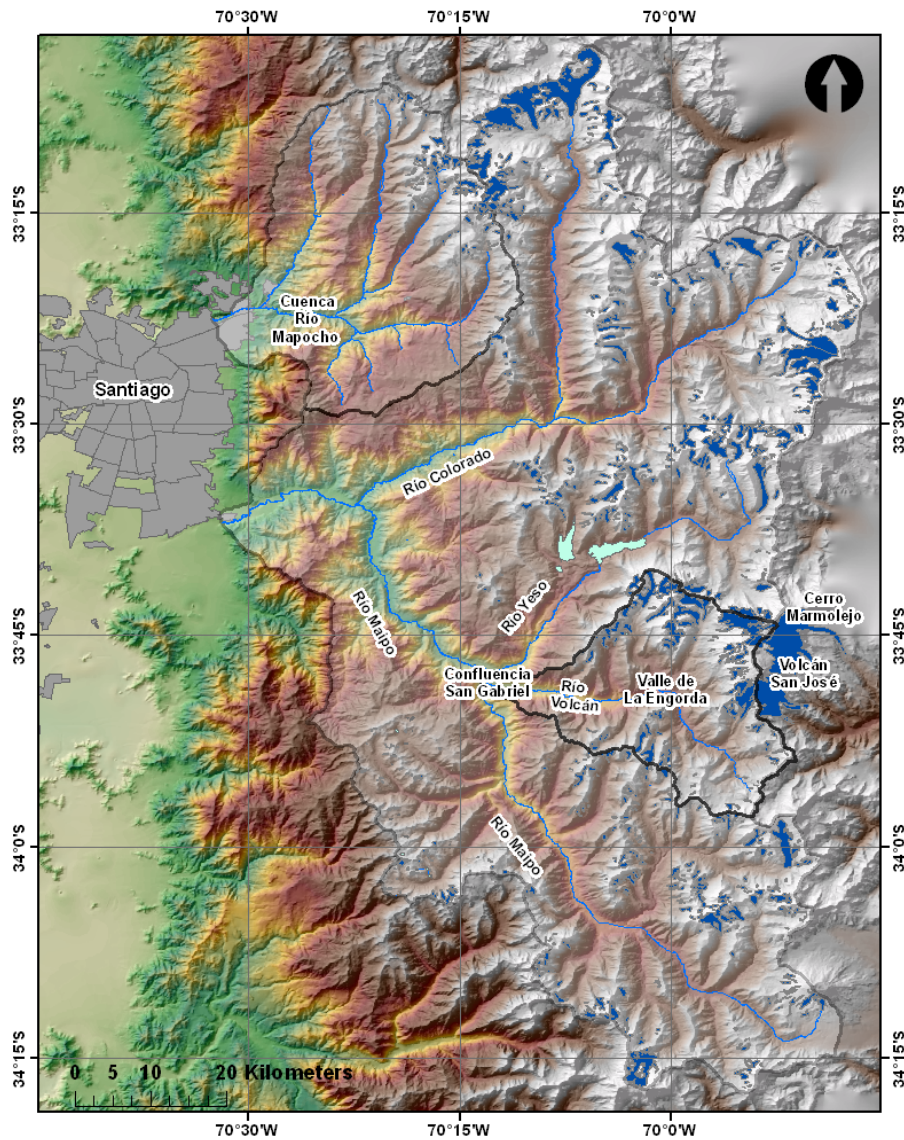 70°30'W
70°15'W
70°0'W
33°15'S
33°15'S
Cuenca
Río
Mapocho
Santiago
33°30'S
33°30'S
Río Colorado
Río Yeso
Cerro
Marmolejo
Río Maipo
33°45'S
33°45'S
Confluencia
San Gabriel
Río
Volcán
Valle de
La Engorda
Volcán
San José
Río Maipo
34°0'S
34°0'S
34°15'S
34°15'S
0 5 10 20 Kilometers
70°30'W
70°15'W
70°0'W